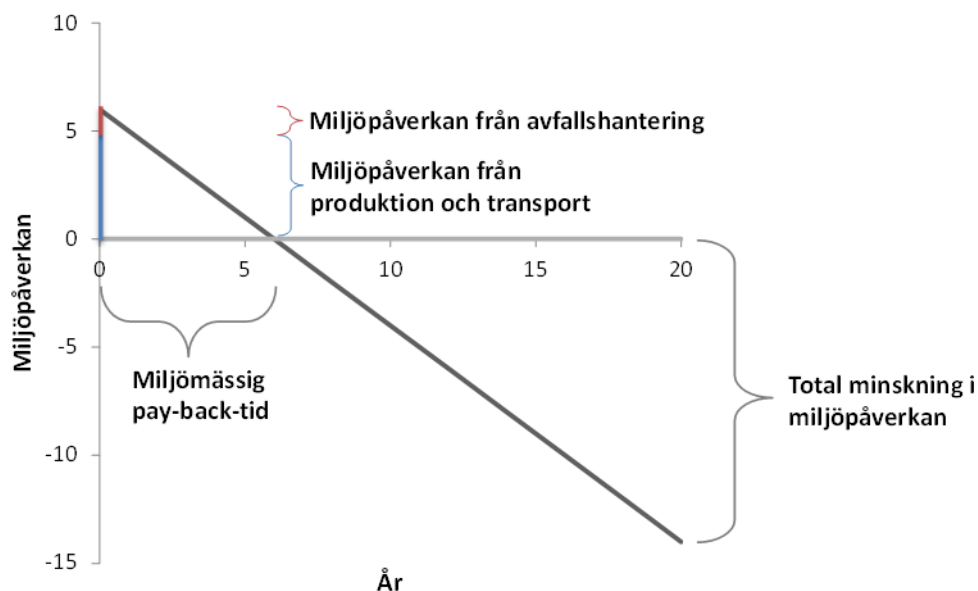 10
5
0
-5
-10
-15
0
5
10
15
20
Miljöpåverkan
År
Miljöpåverkan från avfallshantering
Miljöpåverkan från
produktion och transport
Miljömässig
pay-back-tid
Total minskning i
miljöpåverkan